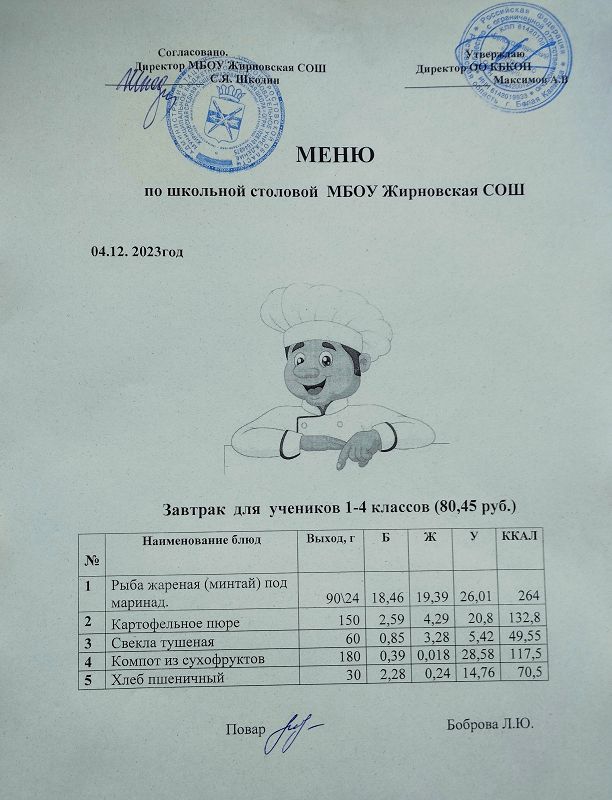 Согласовано.
Директор МБОУ Жирновская СОШ
С.Я. Шкодин
Утверждаю
Директор ОО КБКОП
Максимов А.В
Российская Федерация
МЕНЮ
по школьной столовой МБОУ Жирновская СОШ
04.12. 2023год
Завтрак для учеников 1-4 классов (80,45 руб.)
№ Наименование блюд Выход, г Б Ж У ККАЛ
1 Рыба жареная (минтай) под
маринад. 90\24 18,46 19,39 26,01 264
2 Картофельное пюре 150 2,59 4,29 20,8 132,8
3 Свекла тушеная 60 0,85 3,28 5,42 49,55
4 Компот из сухофруктов 180 0,39 0,018 28,58 117,5
5 Хлеб пшеничный 30 2,28 0,24 14,76 70,5
Повар Боброва Л.Ю.